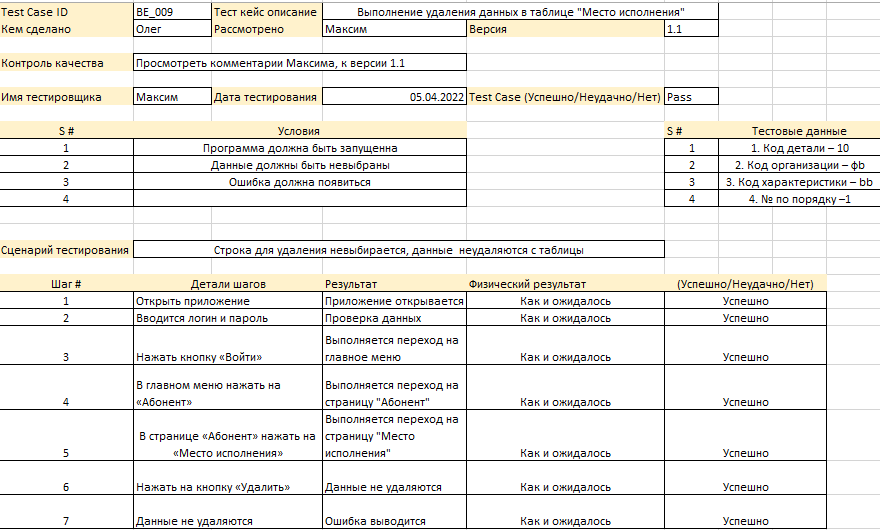 Test Case ID BE_009 Тест кейс описание Выполнение удаления данных в таблице "Место исполнения"
Кем сделано Олег Рассмотрено Максим Версия 1.1
Контроль качества Просмотреть комментарии Максима, к версии 1.1
Имя тестировщика Максим Дата тестирования 05.04.2022 Test Case (Успешно/Неудачно/Нет) Pass
S # Условия S # Тестовые данные
1 Программа должна быть запущенна 1 1. Код детали – 10
2 Данные должны быть невыбраны 2 2. Код организации – фb
3 Ошибка должна появиться 3 3. Код характеристики – bb
4 4 4. № по порядку –1
Сценарий тестирования Строка для удаления невыбирается, данные неудаляются с таблицы
Шаг # Детали шагов Результат Физический результат (Успешно/Неудачно/Нет)
1 Открыть приложение Приложение открывается Как и ожидалось Успешно
2 Вводится логин и пароль Проверка данных Как и ожидалось Успешно
Выполняется переход на
3 Нажать кнопку «Войти» главное меню Как и ожидалось Успешно
В главном меню нажать на Выполняется переход на
4 «Абонент» страницу "Абонент" Как и ожидалось Успешно
Выполняется переход на
В странице «Абонент» нажать на страницу "Место
5 «Место исполнения» исполнения" Как и ожидалось Успешно
6 Нажать на кнопку «Удалить» Данные не удаляются Как и ожидалось Успешно
7 Данные не удаляются Ошибка выводится Как и ожидалось Успешно